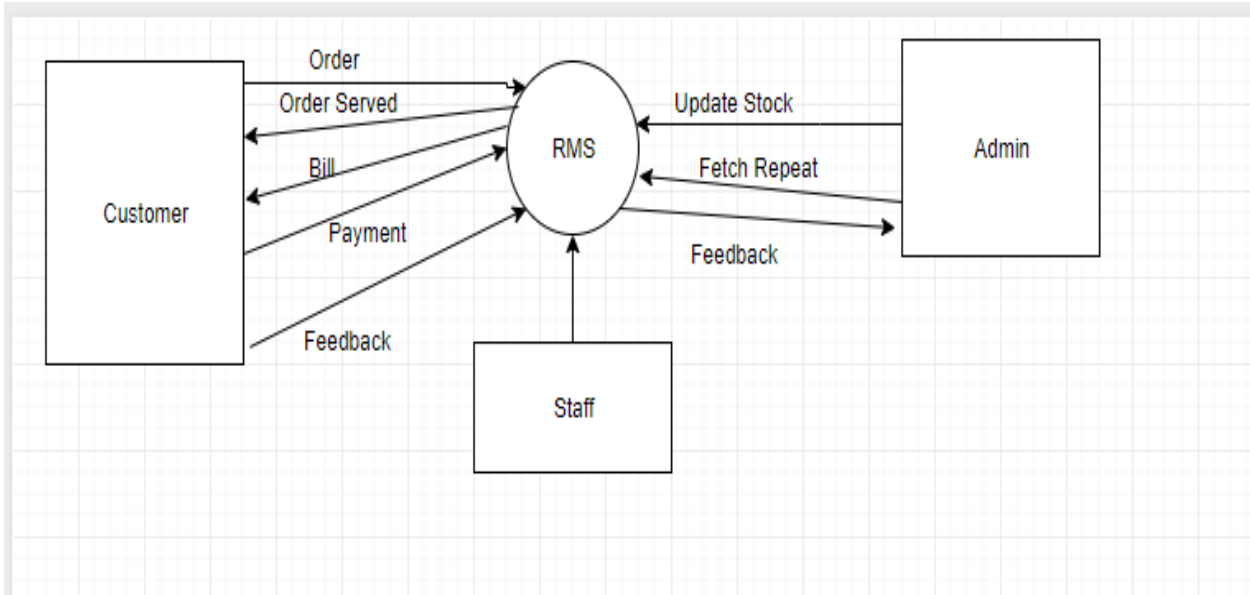 Order
Order Served
Bill
Payment
Feedback
Customer
RMS
Update Stock
Fetch Repeat
Feedback
Admin
Staff